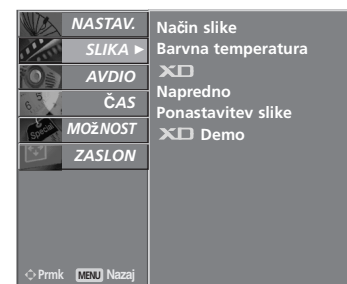 NASTAV.
SLIKA ►
AVDIO
ČAS
MOžNOST
ZASLON
Način slike
Barvna temperatura
XD
Napredno
Ponastavitev slike
XD Demo
Prmk MENU Nazaj